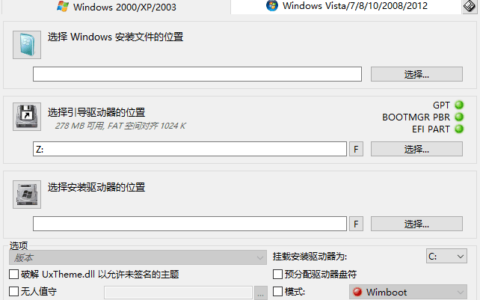 Windows 2000/XP/2003
Windows Vista/7/8/10/2008/2012
选择 Windows 安装文件的位置
选择...
选择引导驱动器的位置
278 MB 可用, FAT 空间对齐 1024 K
GPT
BOOTMGR PBR
EFI PART
Z:
F
选择...
选择安装驱动器的位置
F
选择...
选项
版本
挂载安装驱动器为:
C:
破解 UxTheme.dll 以允许未签名的主题
预分配驱动器盘符
无人值守
...
模式:
Wimboot